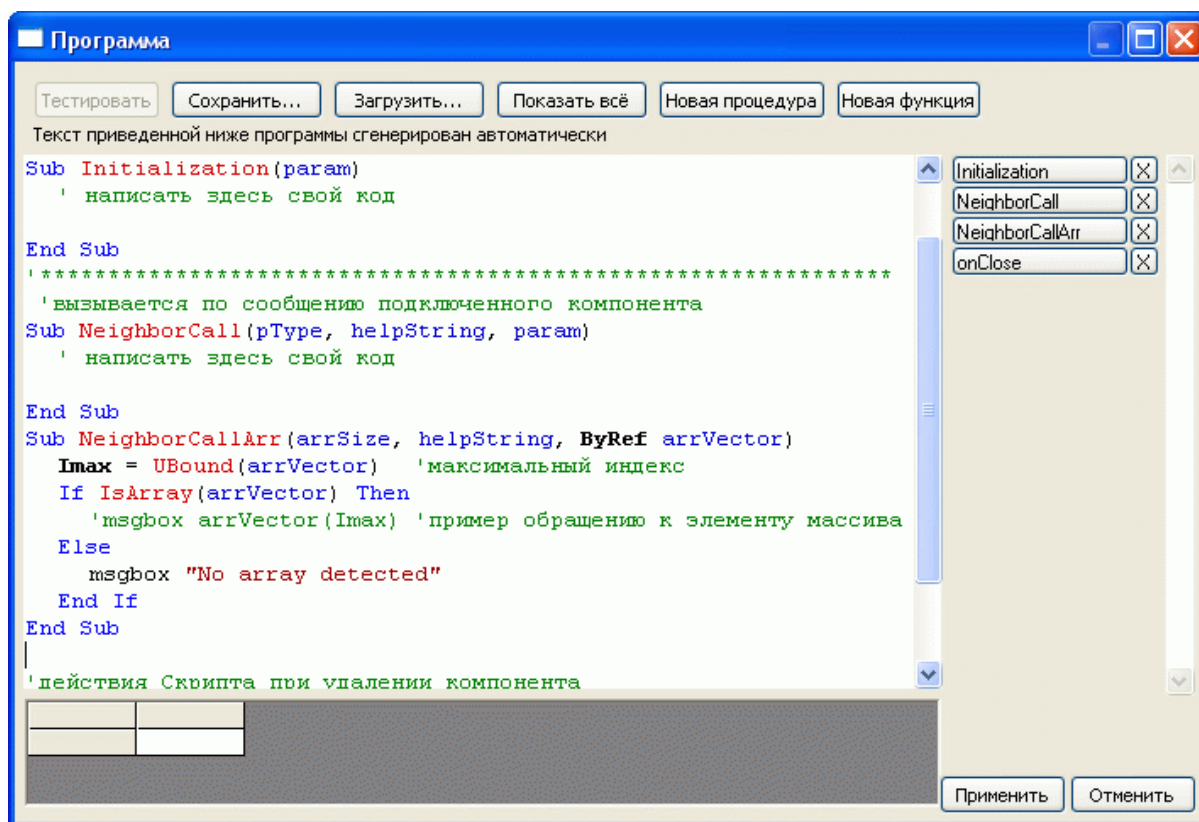 Программа
Тестировать Сохранить... Загрузить... Показать всё Новая процедура Новая функция
Текст приведенной ниже программы сгенерирован автоматически
Sub Initialization(param)
' написать здесь свой код
End Sub
'***************************************************************
'вызывается по сообщению подключенного компонента
Sub NeighborCall(pType, helpString, param)
' написать здесь свой код
End Sub
Sub NeighborCallArr(arrSize, helpString, ByRef arrVector)
Imax = UBound(arrVector) 'максимальный индекс
If IsArray(arrVector) Then
'msgbox arrVector(Imax) 'пример обращению к элементу массива
Else
msgbox "No array detected"
End If
End Sub
'действия Скрипта при удалении компонента
Initialization X
NeighborCall X
NeighborCallArr X
onClose X
Применить Отменить